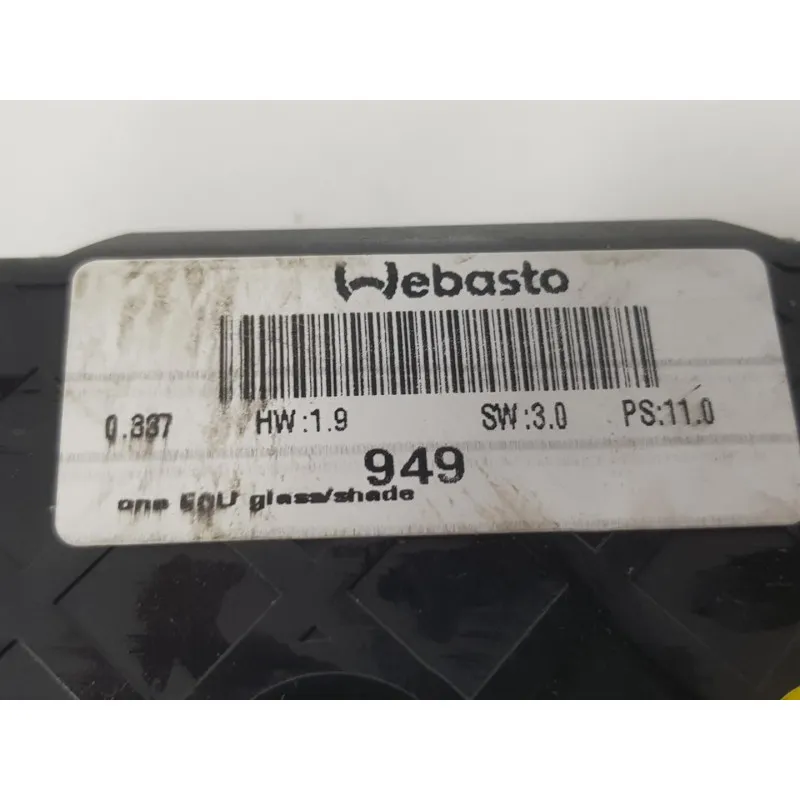 Webasto
0.337 HW:1.9 SW:3.0 PS:11.0
949
one ECU glass/shade